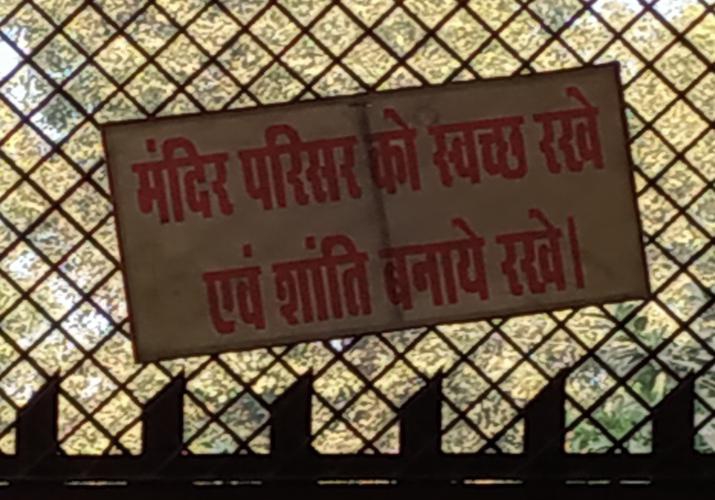 मंदिर परिसर को स्वच्छ रखे
एवं शांति बनाये रखे।